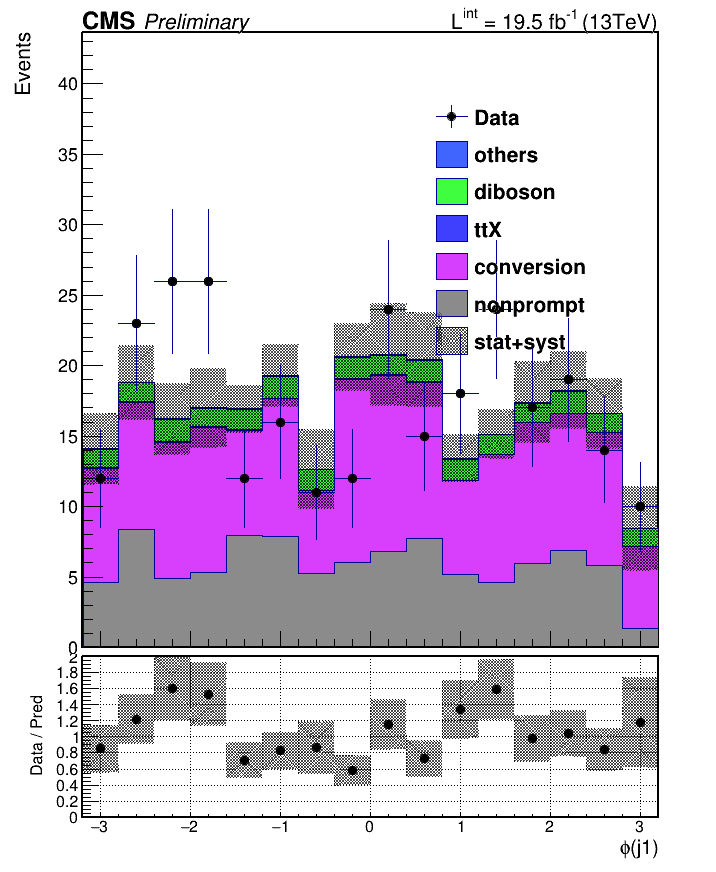 CMS Preliminary L^int = 19.5 fb^-1 (13TeV)
Events
40
35
30
25
20
15
10
5
0
Data
others
diboson
ttX
conversion
nonprompt
stat+syst
Data / Pred
2
1.8
1.6
1.4
1.2
1
0.8
0.6
0.4
0.2
0
−3 −2 −1 0 1 2 3
ϕ(j1)